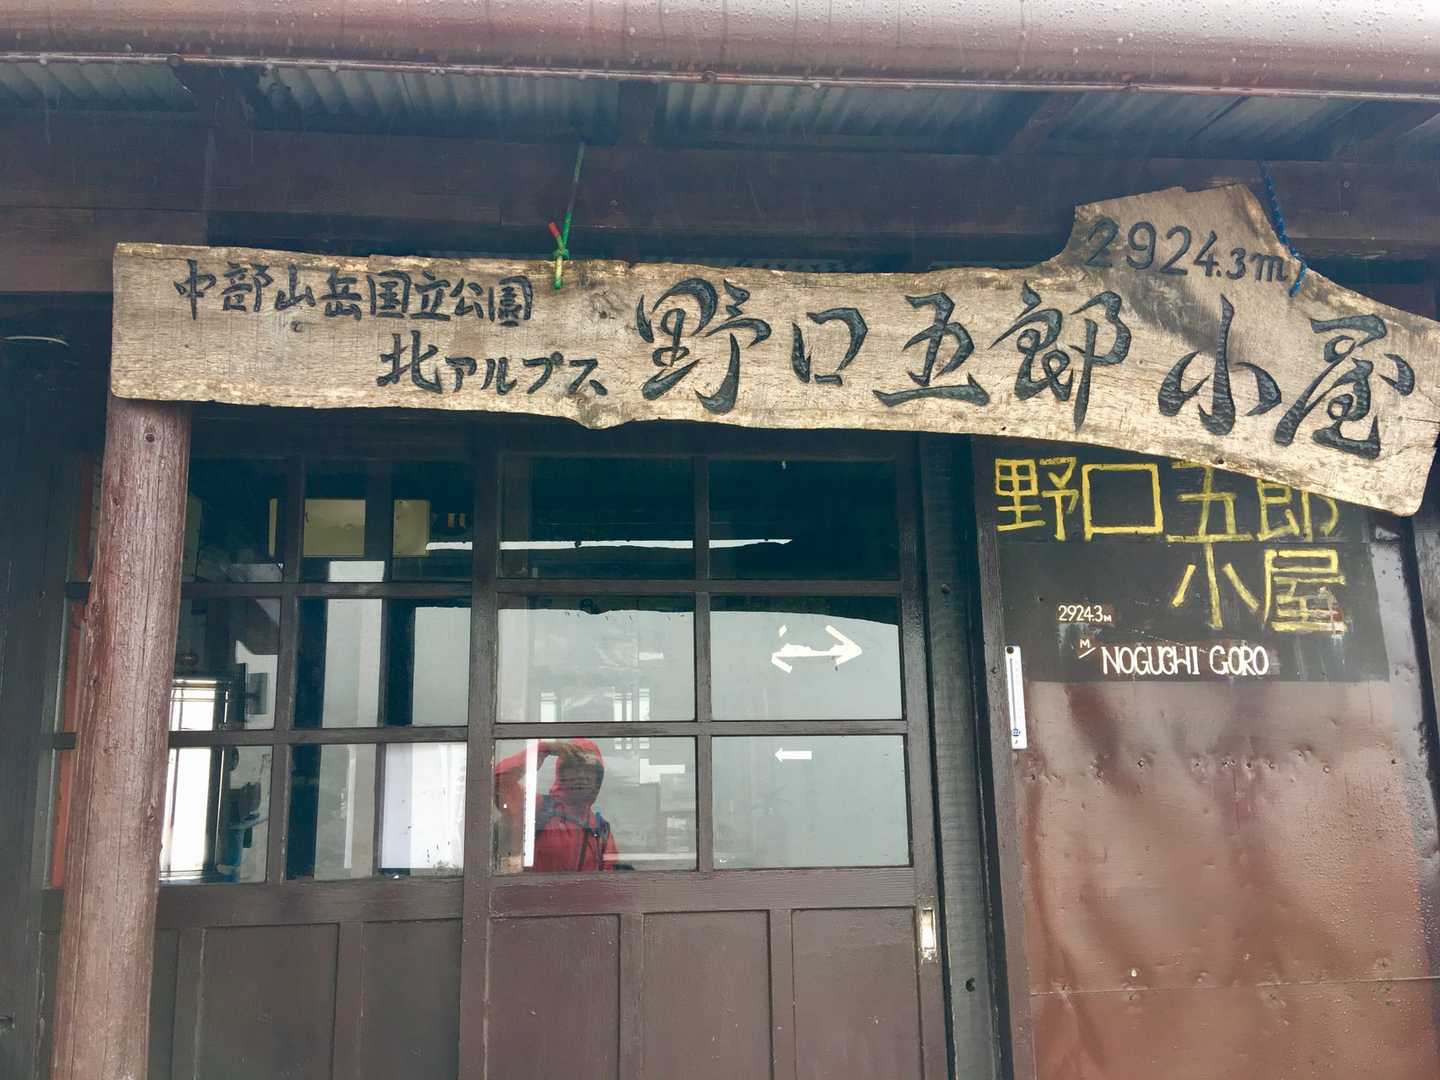 2924.3m
中部山岳国立公園
北アルプス
野口五郎小屋
野口五郎
小屋
2924.3M
M
NOGUCHI GORO